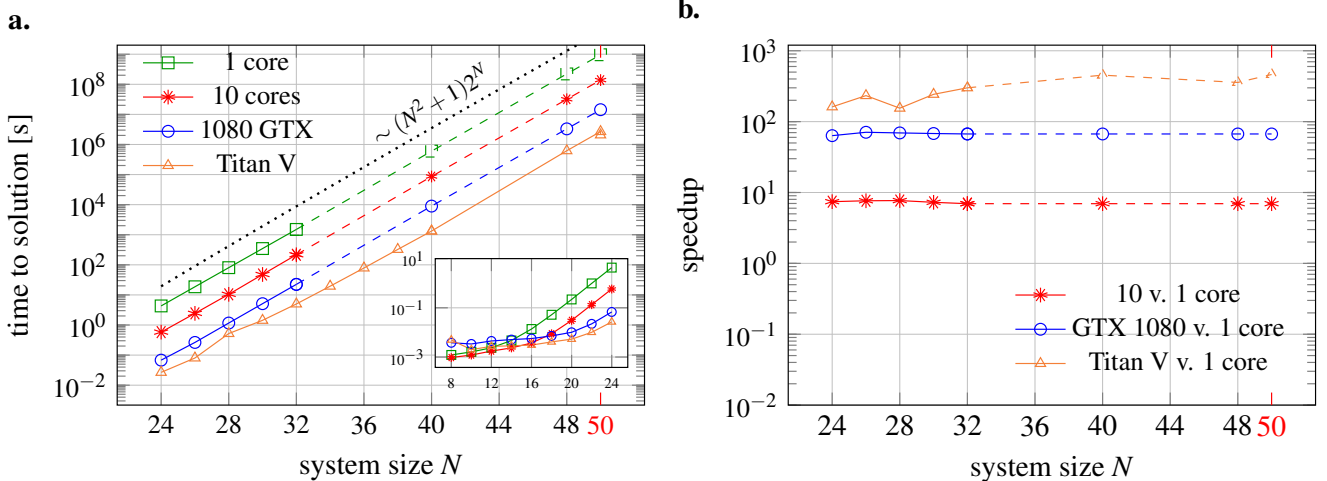 a.
time to solution [s]
10^8
10^6
10^4
10^2
10^0
10^−2
1 core
10 cores
1080 GTX
Titan V
∼ (N^2 + 1)2^N
10^1
10^−1
10^−3
8 12 16 20 24
24 28 32 36 40 44 48 50
system size N
b.
speedup
10^3
10^2
10^1
10^0
10^−1
10^−2
10 v. 1 core
GTX 1080 v. 1 core
Titan V v. 1 core
24 28 32 36 40 44 48 50
system size N